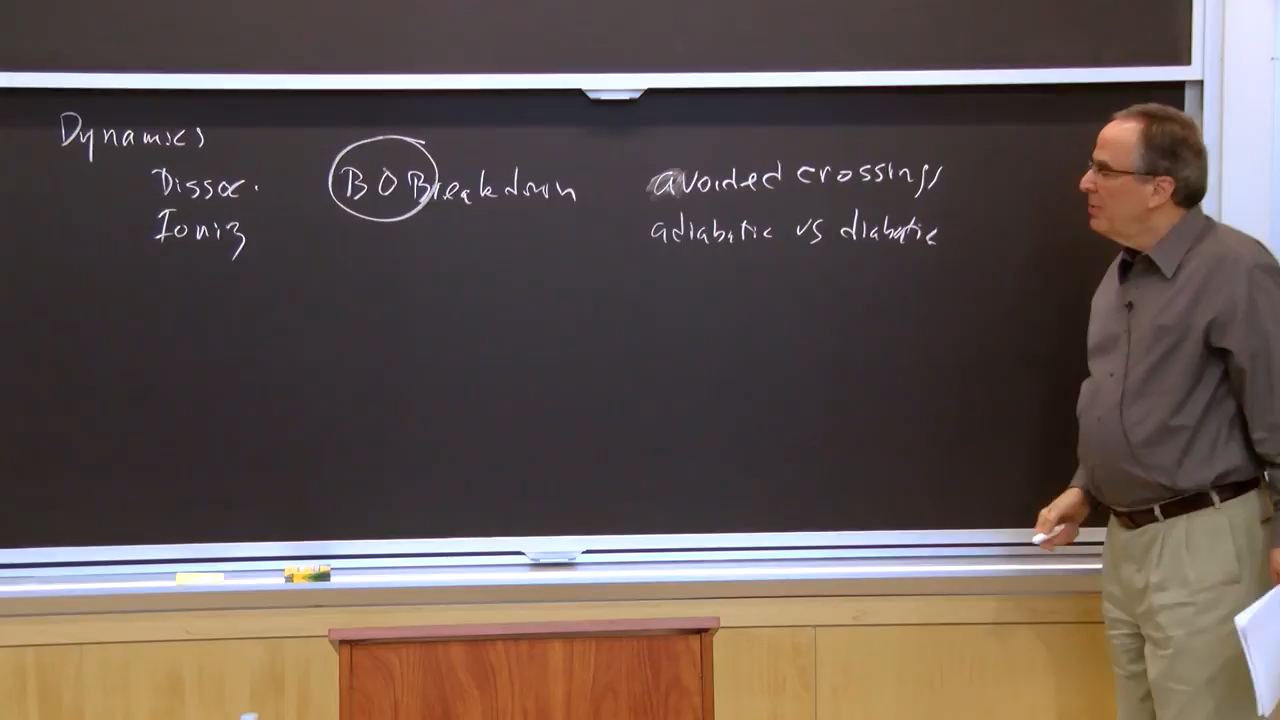 Dynamics
Dissoc. BO Breakdown avoided crossings
Ioniz adiabatic vs diabatic